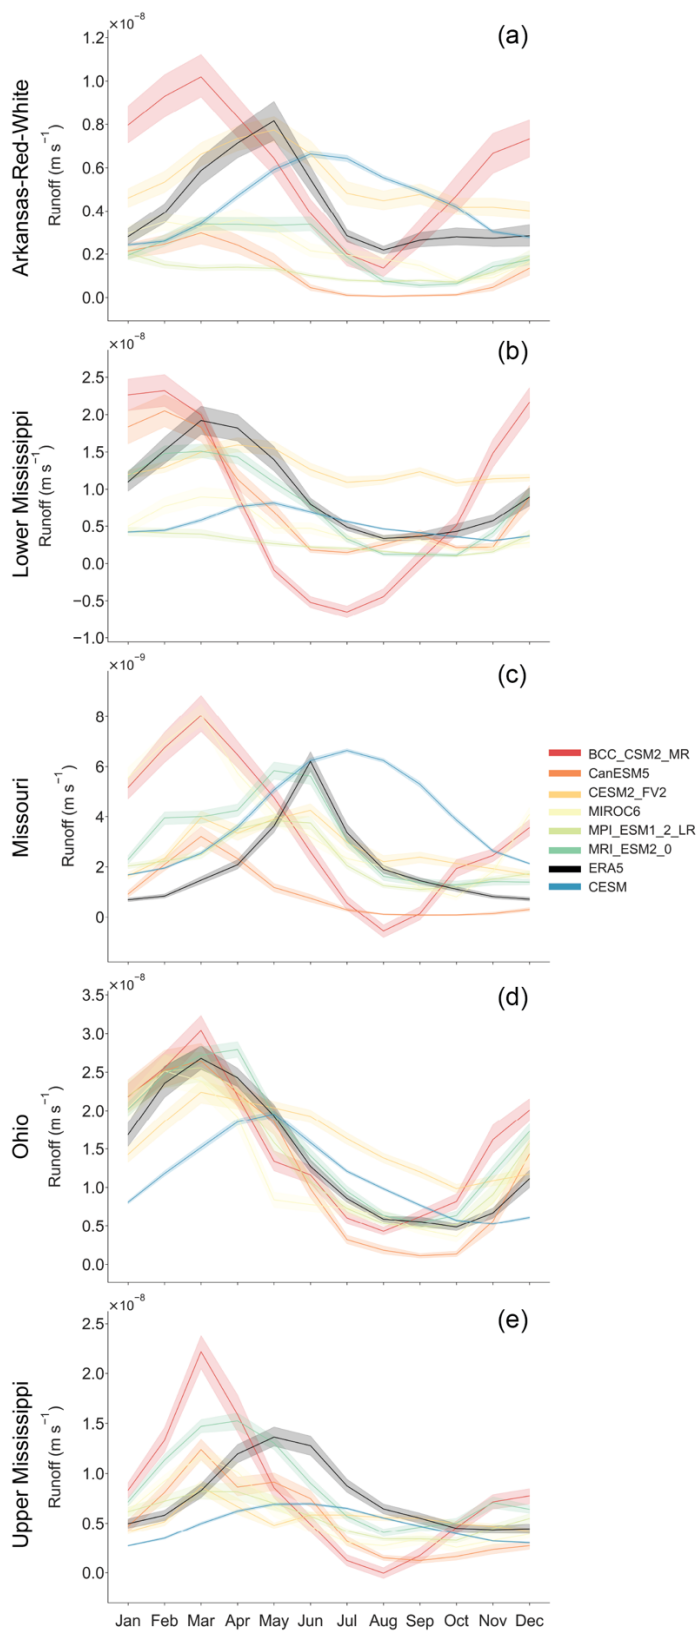 ×10⁻⁸
(a)
1.2
1.0
0.8
0.6
0.4
0.2
0.0
Arkansas-Red-White
Runoff (m s⁻¹)
×10⁻⁸
(b)
2.5
2.0
1.5
1.0
0.5
0.0
−0.5
−1.0
Lower Mississippi
Runoff (m s⁻¹)
×10⁻⁹
(c)
8
6
4
2
0
Missouri
Runoff (m s⁻¹)
BCC_CSM2_MR
CanESM5
CESM2_FV2
MIROC6
MPI_ESM1_2_LR
MRI_ESM2_0
ERA5
CESM
×10⁻⁸
(d)
3.5
3.0
2.5
2.0
1.5
1.0
0.5
0.0
Ohio
Runoff (m s⁻¹)
×10⁻⁸
(e)
2.5
2.0
1.5
1.0
0.5
0.0
Upper Mississippi
Runoff (m s⁻¹)
Jan Feb Mar Apr May Jun Jul Aug Sep Oct Nov Dec